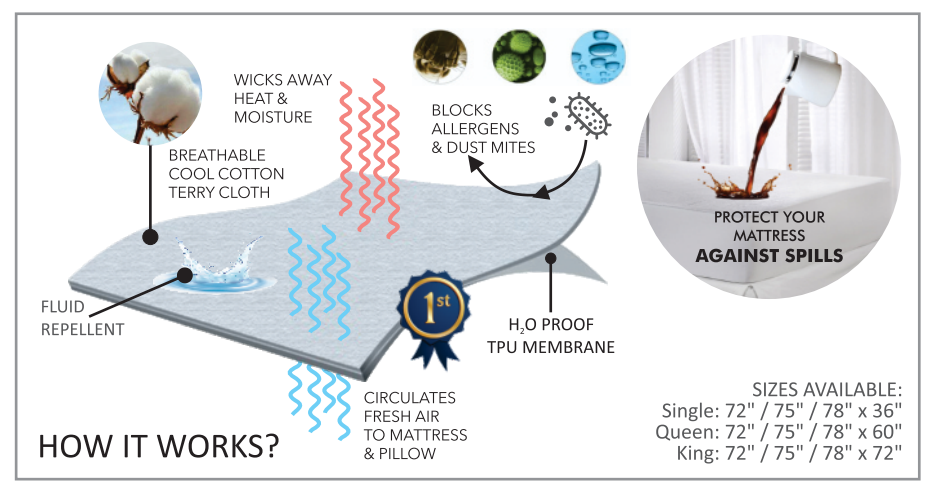 WICKS AWAY
HEAT &
MOISTURE
BREATHABLE
COOL COTTON
TERRY CLOTH
BLOCKS
ALLERGENS
& DUST MITES
PROTECT YOUR
MATTRESS
AGAINST SPILLS
FLUID
REPELLENT
1st
H₂O PROOF
TPU MEMBRANE
CIRCULATES
FRESH AIR
TO MATTRESS
& PILLOW
HOW IT WORKS?
SIZES AVAILABLE:
Single: 72" / 75" / 78" x 36"
Queen: 72" / 75" / 78" x 60"
King: 72" / 75" / 78" x 72"